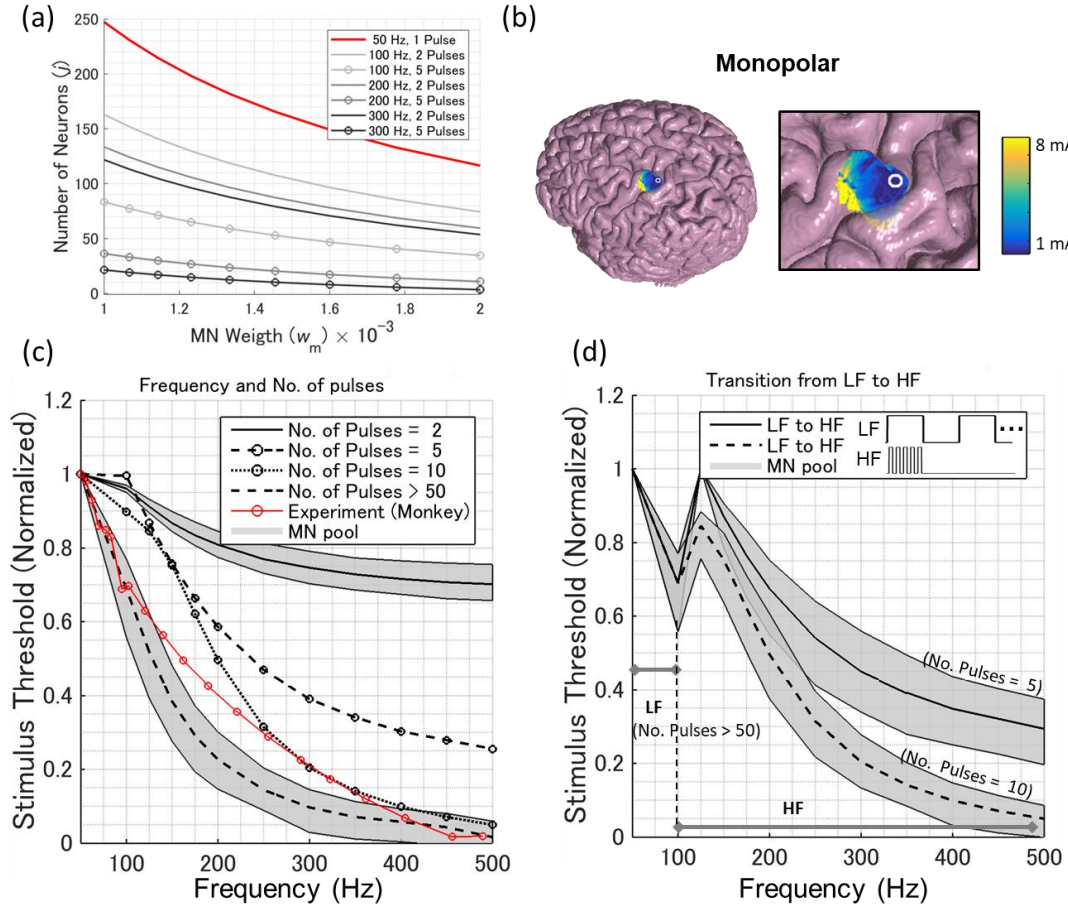 (a)
250
200
150
100
50
0
Number of Neurons (j)
50 Hz, 1 Pulse
100 Hz, 2 Pulses
100 Hz, 5 Pulses
200 Hz, 2 Pulses
200 Hz, 5 Pulses
300 Hz, 2 Pulses
300 Hz, 5 Pulses
1 1.2 1.4 1.6 1.8 2
MN Weigth (wm) × 10−3
(b)
Monopolar
8 mA
1 mA
(c)
Frequency and No. of pulses
1.2
1
0.8
0.6
0.4
0.2
0
Stimulus Threshold (Normalized)
No. of Pulses = 2
No. of Pulses = 5
No. of Pulses = 10
No. of Pulses > 50
Experiment (Monkey)
MN pool
100 200 300 400 500
Frequency (Hz)
(d)
Transition from LF to HF
1.2
1
0.8
0.6
0.4
0.2
0
Stimulus Threshold (Normalized)
LF to HF
LF to HF
MN pool
LF
HF
(No. Pulses = 5)
LF
(No. Pulses > 50)
(No. Pulses = 10)
HF
100 200 300 400 500
Frequency (Hz)